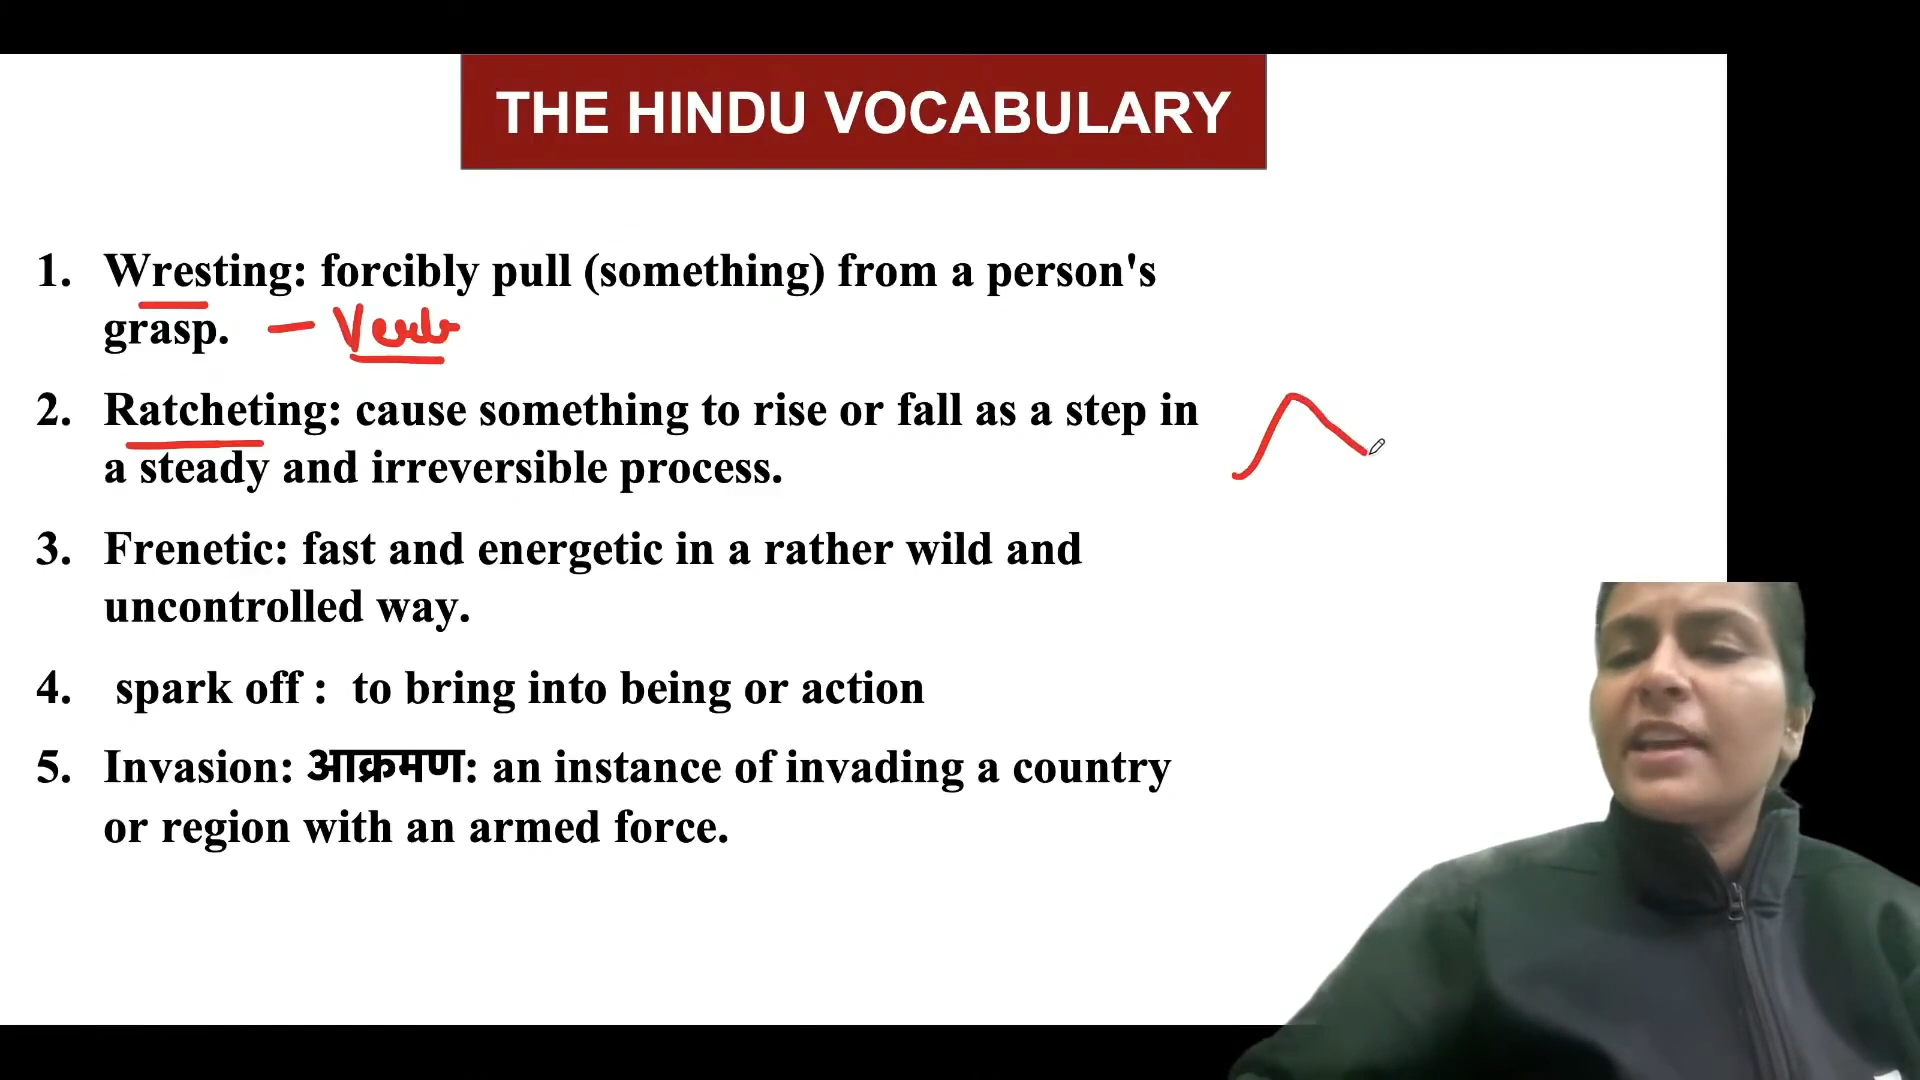 THE HINDU VOCABULARY
1. Wresting: forcibly pull (something) from a person's
grasp. — Verb
2. Ratcheting: cause something to rise or fall as a step in
a steady and irreversible process.
3. Frenetic: fast and energetic in a rather wild and
uncontrolled way.
4. spark off : to bring into being or action
5. Invasion: आक्रमण: an instance of invading a country
or region with an armed force.